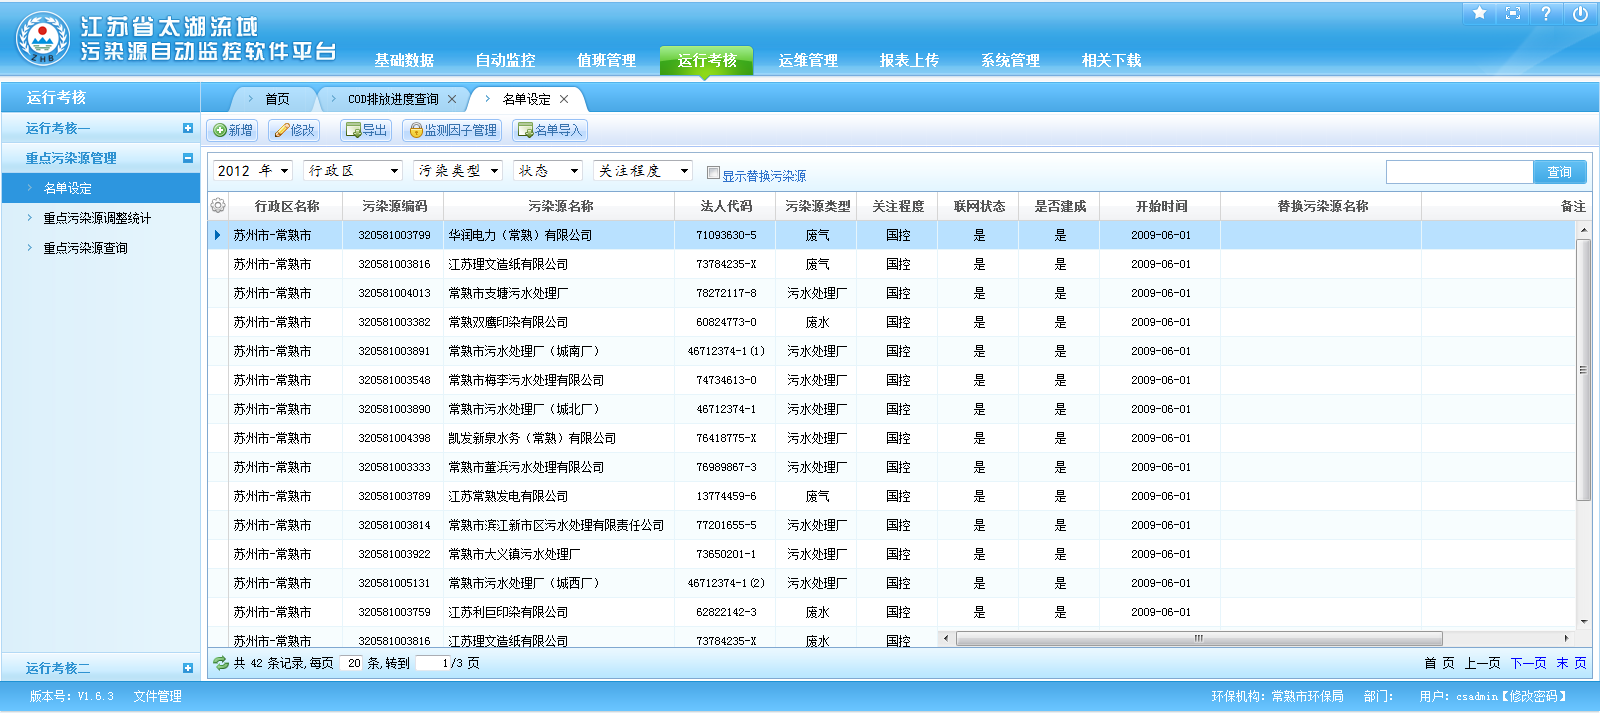 江苏省太湖流域
污染源自动监控软件平台
ZHB
基础数据 自动监控 值班管理 运行考核 运维管理 报表上传 系统管理 相关下载
运行考核
首页 COD排放进度查询 × 名单设定 ×
运行考核一
重点污染源管理
名单设定
重点污染源调整统计
重点污染源查询
运行考核二
新增 修改 导出 监测因子管理 名单导入
2012 年 行政区 污染类型 状态 关注程度 显示替换污染源 查询
行政区名称 污染源编码 污染源名称 法人代码 污染源类型 关注程度 联网状态 是否建成 开始时间 替换污染源名称 备注
苏州市-常熟市 320581003799 华润电力（常熟）有限公司 71093630-5 废气 国控 是 是 2009-06-01
苏州市-常熟市 320581003816 江苏理文造纸有限公司 73784235-X 废气 国控 是 是 2009-06-01
苏州市-常熟市 320581004013 常熟市支塘污水处理厂 78272117-8 污水处理厂 国控 是 是 2009-06-01
苏州市-常熟市 320581003382 常熟双鹰印染有限公司 60824773-0 废水 国控 是 是 2009-06-01
苏州市-常熟市 320581003891 常熟市污水处理厂（城南厂） 46712374-1(1) 污水处理厂 国控 是 是 2009-06-01
苏州市-常熟市 320581003548 常熟市梅李污水处理有限公司 74734613-0 污水处理厂 国控 是 是 2009-06-01
苏州市-常熟市 320581003890 常熟市污水处理厂（城北厂） 46712374-1 污水处理厂 国控 是 是 2009-06-01
苏州市-常熟市 320581004398 凯发新泉水务（常熟）有限公司 76418775-X 污水处理厂 国控 是 是 2009-06-01
苏州市-常熟市 320581003333 常熟市董浜污水处理有限公司 76989867-3 污水处理厂 国控 是 是 2009-06-01
苏州市-常熟市 320581003789 江苏常熟发电有限公司 13774459-6 废气 国控 是 是 2009-06-01
苏州市-常熟市 320581003814 常熟市滨江新市区污水处理有限责任公司 77201655-5 污水处理厂 国控 是 是 2009-06-01
苏州市-常熟市 320581003922 常熟市大义镇污水处理厂 73650201-1 污水处理厂 国控 是 是 2009-06-01
苏州市-常熟市 320581005131 常熟市污水处理厂（城西厂） 46712374-1(2) 污水处理厂 国控 是 是 2009-06-01
苏州市-常熟市 320581003759 江苏利巨印染有限公司 62822142-3 废水 国控 是 是 2009-06-01
苏州市-常熟市 320581003816 江苏理文造纸有限公司 73784235-X 废水 国控
共 42 条记录,每页 20 条,转到 1/3 页 首 页 上一页 下一页 末 页
版本号：V1.6.3 文件管理 环保机构：常熟市环保局 部门： 用户：csadmin【修改密码】